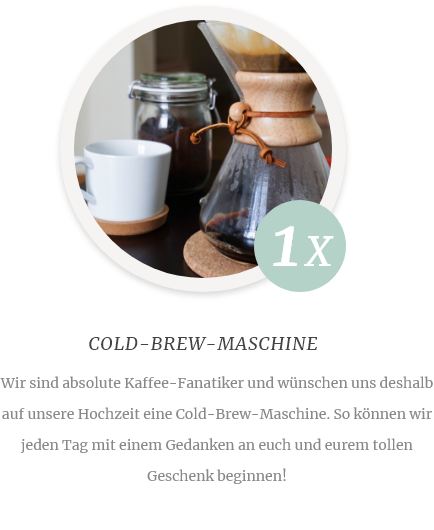 1x
COLD-BREW-MASCHINE
Wir sind absolute Kaffee-Fanatiker und wünschen uns deshalb
auf unsere Hochzeit eine Cold-Brew-Maschine. So können wir
jeden Tag mit einem Gedanken an euch und eurem tollen
Geschenk beginnen!